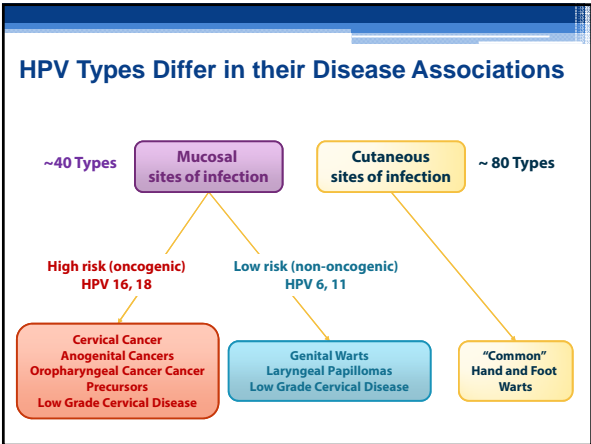 HPV Types Differ in their Disease Associations
~40 Types
Mucosal
sites of infection
Cutaneous
sites of infection
~ 80 Types
High risk (oncogenic)
HPV 16, 18
Low risk (non-oncogenic)
HPV 6, 11
Cervical Cancer
Anogenital Cancers
Oropharyngeal Cancer Cancer
Precursors
Low Grade Cervical Disease
Genital Warts
Laryngeal Papillomas
Low Grade Cervical Disease
“Common”
Hand and Foot
Warts